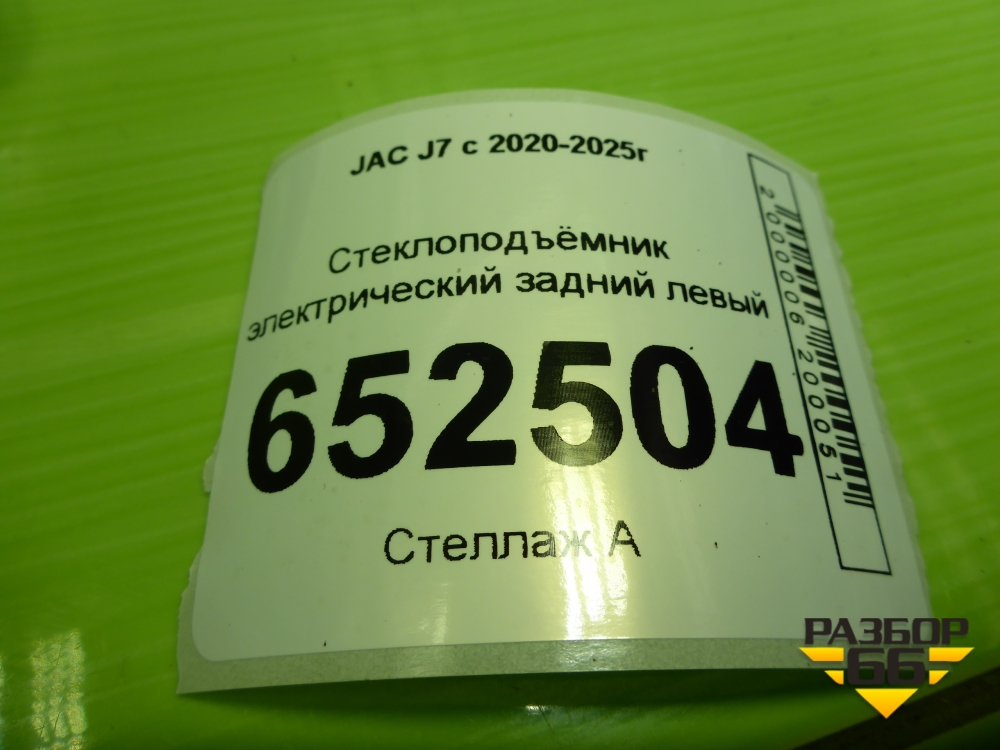 JAC J7 с 2020-2025г
Стеклоподъёмник
электрический задний левый
652504
Стеллаж А
2000006200051
РАЗБОР
66